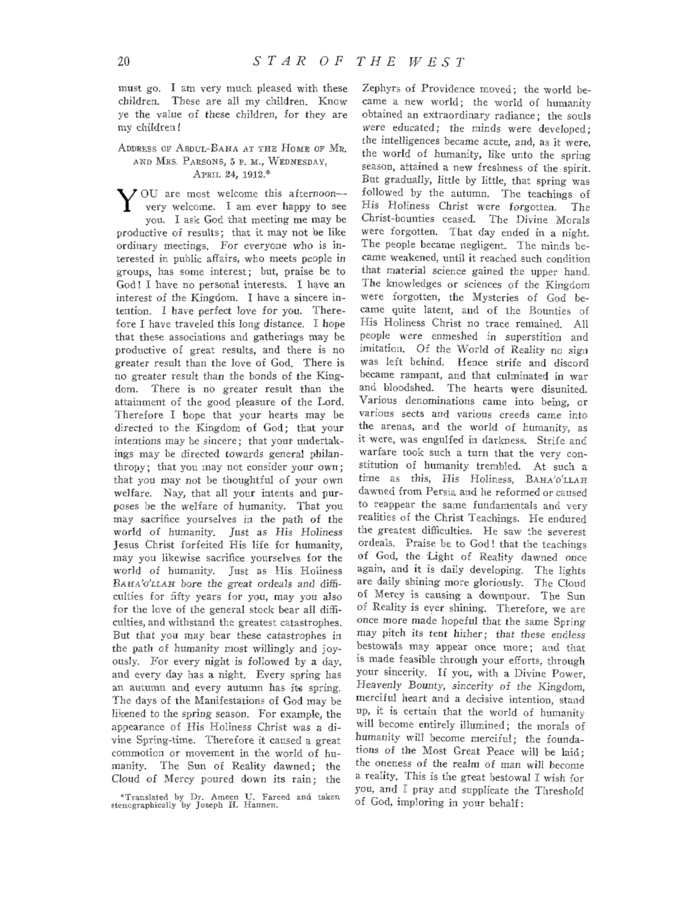 20
STAR OF THE WEST
must go. I am very much pleased with these
children. These are all my children. Know
ye the value of these children, for they are
my children!
ADDRESS OF ABDUL-BAHA AT THE HOME OF MR.
AND MRS. PARSONS, 5 P. M., WEDNESDAY,
APRIL 24, 1912.*
YOU are most welcome this afternoon—
very welcome. I am ever happy to see
you. I ask God that meeting me may be
productive of results; that it may not be like
ordinary meetings. For everyone who is in-
terested in public affairs, who meets people in
groups, has some interest; but, praise be to
God! I have no personal interests. I have an
interest of the Kingdom. I have a sincere in-
tention. I have perfect love for you. There-
fore I have traveled this long distance. I hope
that these associations and gatherings may be
productive of great results, and there is no
greater result than the love of God. There is
no greater result than the bonds of the King-
dom. There is no greater result than the
attainment of the good pleasure of the Lord.
Therefore I hope that your hearts may be
directed to the Kingdom of God; that your
intentions may be sincere; that your undertak-
ings may be directed towards general philan-
thropy; that you may not consider your own;
that you may not be thoughtful of your own
welfare. Nay, that all your intents and pur-
poses be the welfare of humanity. That you
may sacrifice yourselves in the path of the
world of humanity. Just as His Holiness
Jesus Christ forfeited His life for humanity,
may you likewise sacrifice yourselves for the
world of humanity. Just as His Holiness
BAHA'O'LLAH bore the great ordeals and diffi-
culties for fifty years for you, may you also
for the love of the general stock bear all diffi-
culties, and withstand the greatest catastrophes.
But that you may bear these catastrophes in
the path of humanity most willingly and joy-
ously. For every night is followed by a day,
and every day has a night. Every spring has
an autumn and every autumn has its spring.
The days of the Manifestations of God may be
likened to the spring season. For example, the
appearance of His Holiness Christ was a di-
vine Spring-time. Therefore it caused a great
commotion or movement in the world of hu-
manity. The Sun of Reality dawned; the
Cloud of Mercy poured down its rain; the
*Translated by Dr. Ameen U. Fareed and taken
stenographically by Joseph H. Hannen.
Zephyrs of Providence moved; the world be-
came a new world; the world of humanity
obtained an extraordinary radiance; the souls
were educated; the minds were developed;
the intelligences became acute, and, as it were,
the world of humanity, like unto the spring
season, attained a new freshness of the spirit.
But gradually, little by little, that spring was
followed by the autumn. The teachings of
His Holiness Christ were forgotten. The
Christ-bounties ceased. The Divine Morals
were forgotten. That day ended in a night.
The people became negligent. The minds be-
came weakened, until it reached such condition
that material science gained the upper hand.
The knowledges or sciences of the Kingdom
were forgotten, the Mysteries of God be-
came quite latent, and of the Bounties of
His Holiness Christ no trace remained. All
people were enmeshed in superstition and
imitation. Of the World of Reality no sign
was left behind. Hence strife and discord
became rampant, and that culminated in war
and bloodshed. The hearts were disunited.
Various denominations came into being, or
various sects and various creeds came into
the arenas, and the world of humanity, as
it were, was engulfed in darkness. Strife and
warfare took such a turn that the very con-
stitution of humanity trembled. At such a
time as this, His Holiness, BAHA'O'LLAH
dawned from Persia and he reformed or caused
to reappear the same fundamentals and very
realities of the Christ Teachings. He endured
the greatest difficulties. He saw the severest
ordeals. Praise be to God! that the teachings
of God, the Light of Reality dawned once
again, and it is daily developing. The lights
are daily shining more gloriously. The Cloud
of Mercy is causing a downpour. The Sun
of Reality is ever shining. Therefore, we are
once more made hopeful that the same Spring
may pitch its tent hither; that these endless
bestowals may appear once more; and that
is made feasible through your efforts, through
your sincerity. If you, with a Divine Power,
Heavenly Bounty, sincerity of the Kingdom,
merciful heart and a decisive intention, stand
up, it is certain that the world of humanity
will become entirely illumined; the morals of
humanity will become merciful; the founda-
tions of the Most Great Peace will be laid;
the oneness of the realm of man will become
a reality. This is the great bestowal I wish for
you, and I pray and supplicate the Threshold
of God, imploring in your behalf: